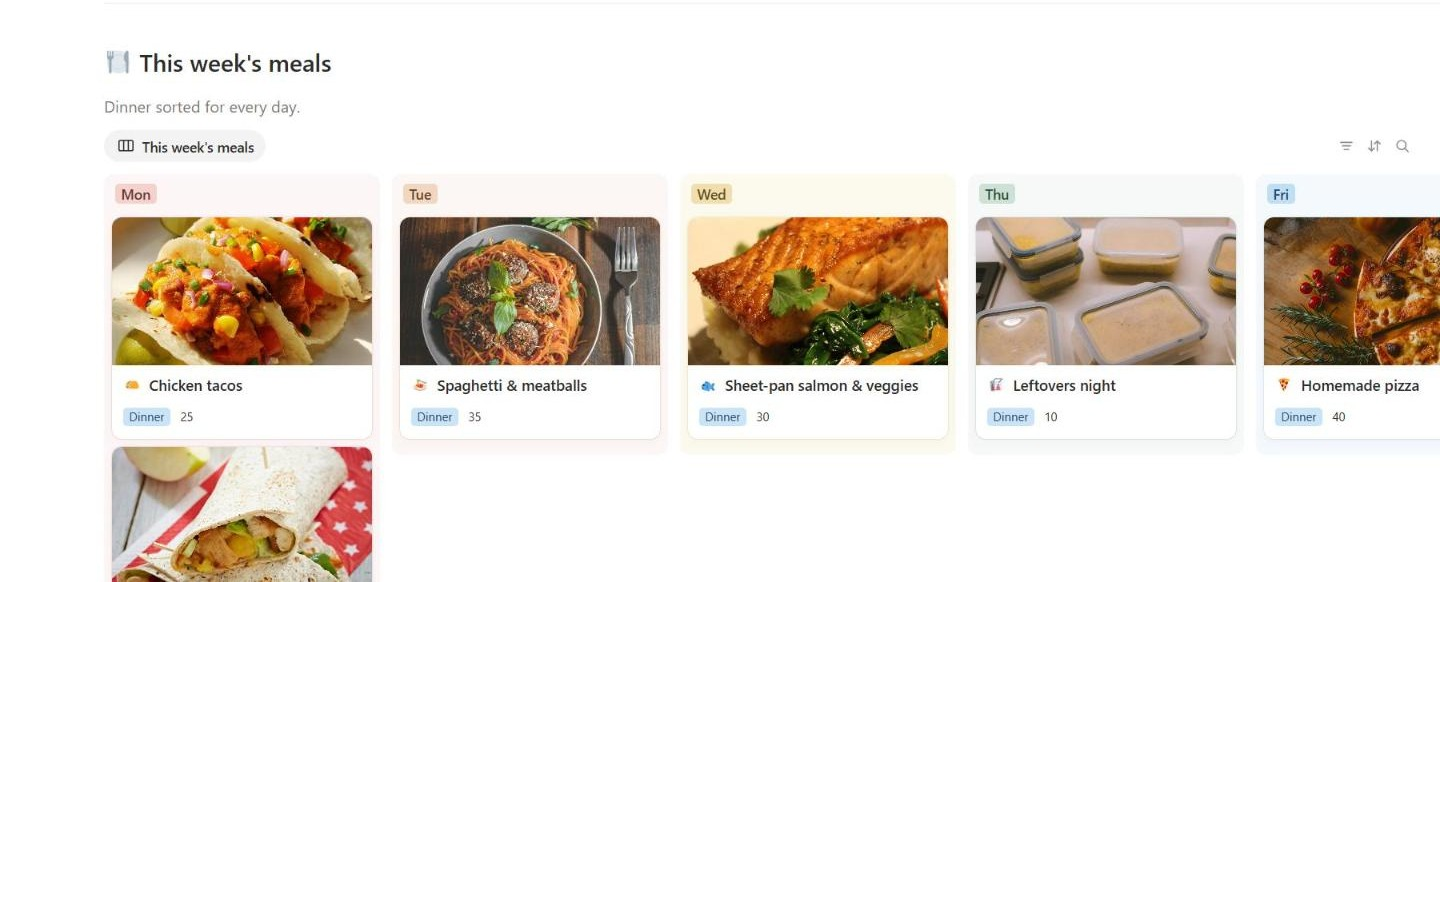 This week's meals
Dinner sorted for every day.
This week's meals
Mon
Chicken tacos
Dinner 25
Tue
Spaghetti & meatballs
Dinner 35
Wed
Sheet-pan salmon & veggies
Dinner 30
Thu
Leftovers night
Dinner 10
Fri
Homemade pizza
Dinner 40